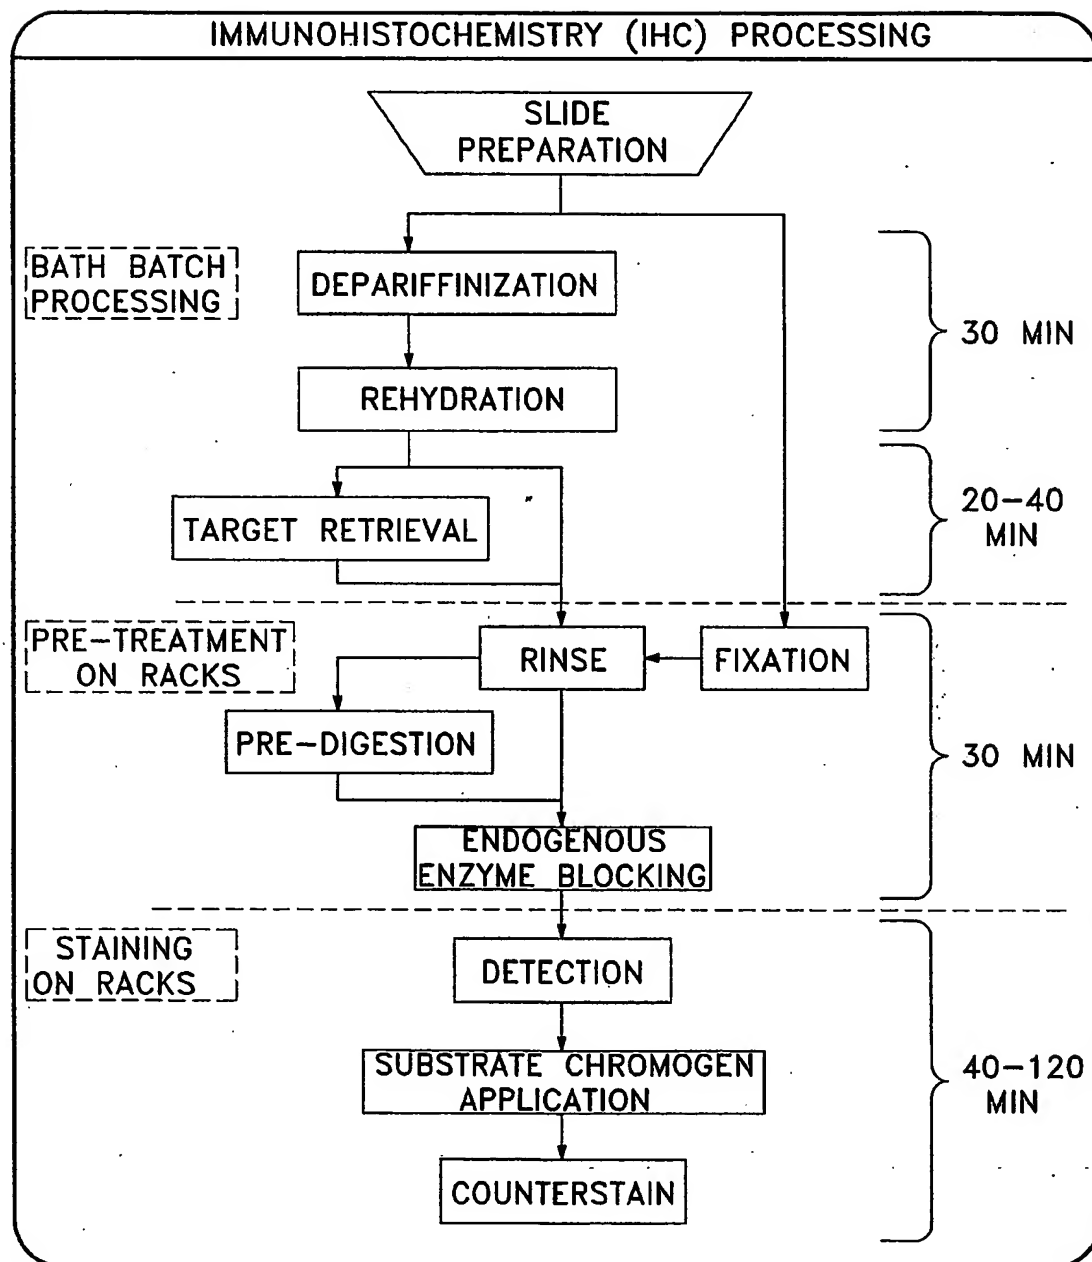 IMMUNOHISTOCHEMISTRY (IHC) PROCESSING
SLIDE
PREPARATION
BATH BATCH
PROCESSING
DEPARIFFINIZATION
30 MIN
REHYDRATION
TARGET RETRIEVAL
20-40
MIN
PRE-TREATMENT
ON RACKS
RINSE
FIXATION
PRE-DIGESTION
30 MIN
ENDOGENOUS
ENZYME BLOCKING
STAINING
ON RACKS
DETECTION
SUBSTRATE CHROMOGEN
APPLICATION
40-120
MIN
COUNTERSTAIN